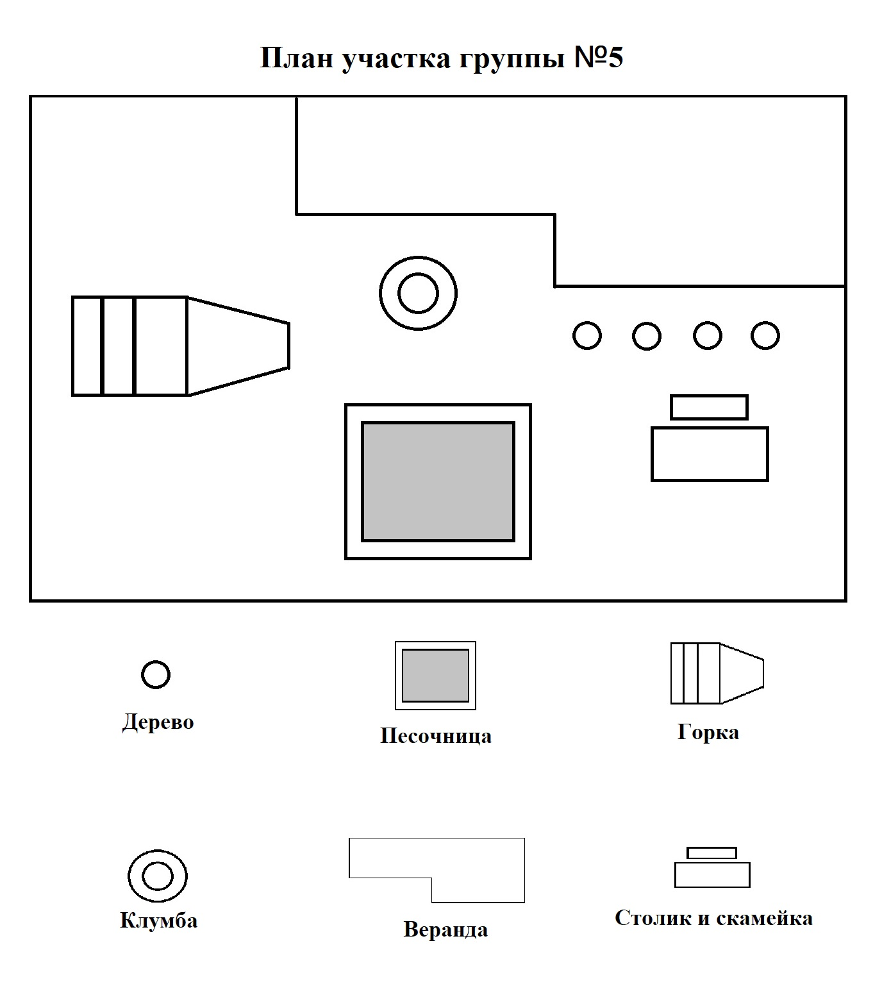 План участка группы №5
Дерево
Песочница
Горка
Клумба
Веранда
Столик и скамейка